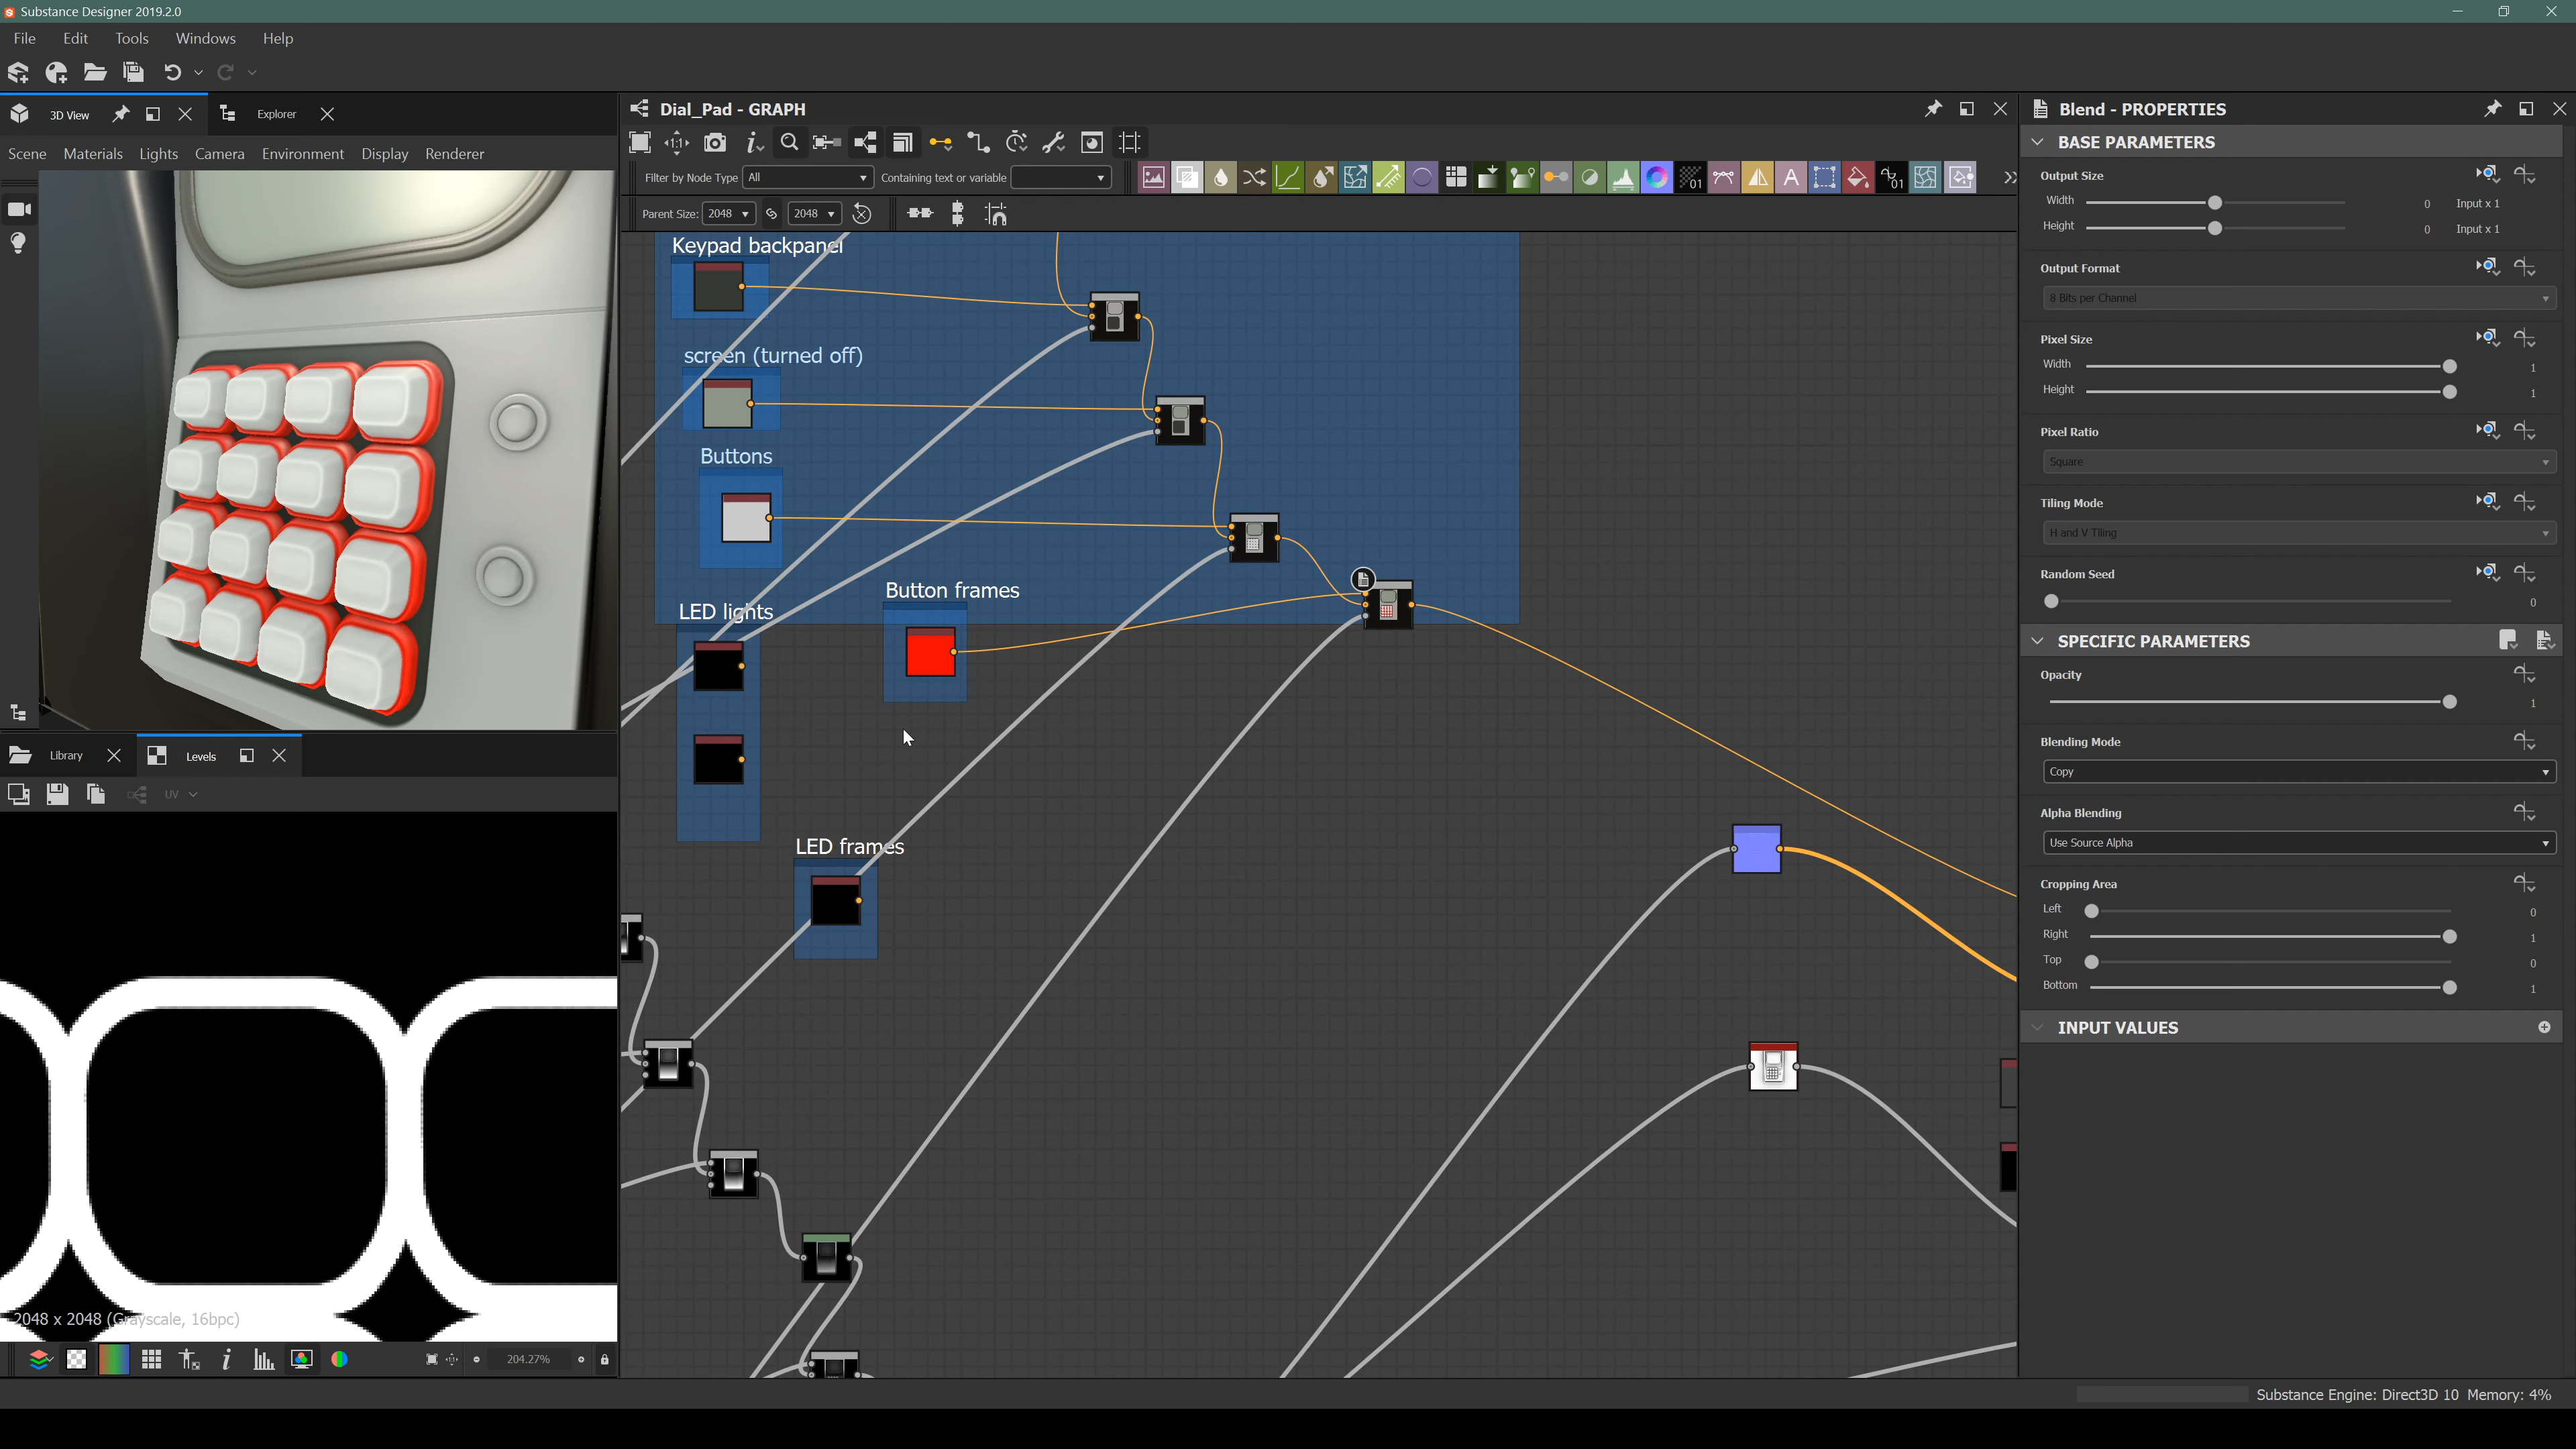 Substance Designer 2019.2.0
File Edit Tools Windows Help
3D View
Explorer
Scene Materials Lights Camera Environment Display Renderer
Library
Levels
UV
2048 x 2048 (Grayscale, 16bpc)
204.27%
Dial_Pad - GRAPH
1:1
Filter by Node Type All Containing text or variable
01
A
01
Parent Size: 2048 2048
Keypad backpanel
screen (turned off)
Buttons
LED lights
Button frames
LED frames
Blend - PROPERTIES
BASE PARAMETERS
Output Size
Width 0 Input x 1
Height 0 Input x 1
Output Format
8 Bits per Channel
Pixel Size
Width 1
Height 1
Pixel Ratio
Square
Tiling Mode
H and V Tiling
Random Seed
0
SPECIFIC PARAMETERS
Opacity
1
Blending Mode
Copy
Alpha Blending
Use Source Alpha
Cropping Area
Left 0
Right 1
Top 0
Bottom 1
INPUT VALUES
Substance Engine: Direct3D 10 Memory: 4%